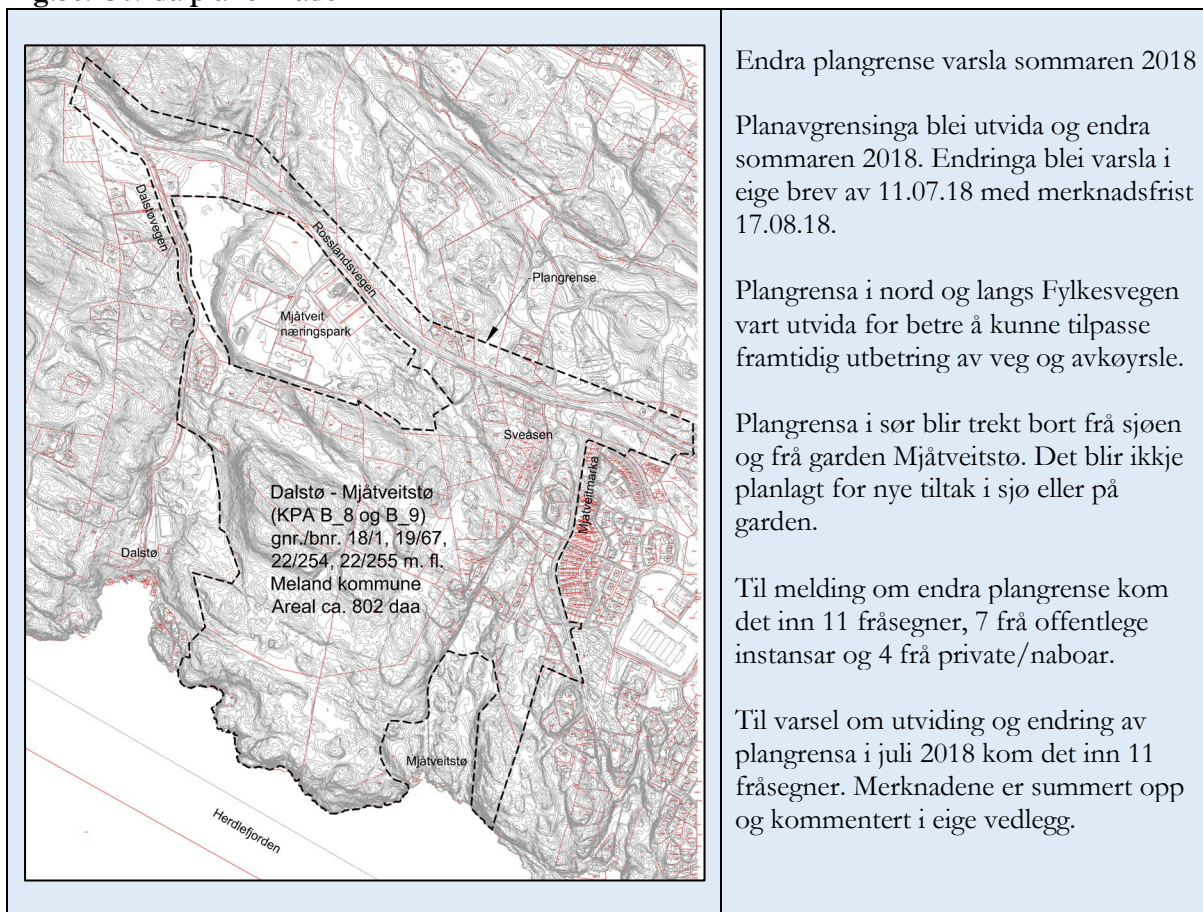 Endra plangrense varsla sommaren 2018
Planavgrensinga blei utvida og endra
sommaren 2018. Endringa blei varsla i
eige brev av 11.07.18 med merknadsfrist
17.08.18.
Plangrensa i nord og langs Fylkesvegen
vart utvida for betre å kunne tilpasse
framtidig utbetring av veg og avkøyrsle.
Plangrensa i sør blir trekt bort frå sjøen
og frå garden Mjåtveitstø. Det blir ikkje
planlagt for nye tiltak i sjø eller på
garden.
Til melding om endra plangrense kom
det inn 11 fråsegner, 7 frå offentlege
instansar og 4 frå private/naboar.
Til varsel om utviding og endring av
plangrensa i juli 2018 kom det inn 11
fråsegner. Merknadene er summert opp
og kommentert i eige vedlegg.
Dalstøvegen
Rosslandsvegen
Plangrense
Mjåtveit
næringspark
Sveåsen
Mjåtveitmarka
Dalstø - Mjåtveitstø
(KPA B_8 og B_9)
gnr./bnr. 18/1, 19/67,
22/254, 22/255 m. fl.
Meland kommune
Areal ca. 802 daa
Dalstø
Mjåtveitstø
Herdlefjorden